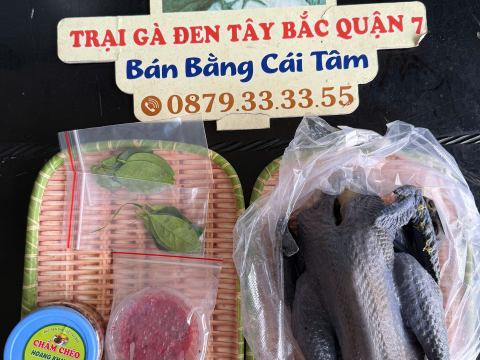 TRẠI GÀ ĐEN TÂY BẮC QUẬN 7
Bán Bằng Cái Tâm
0879.33.33.55
CHẨM CHÉO